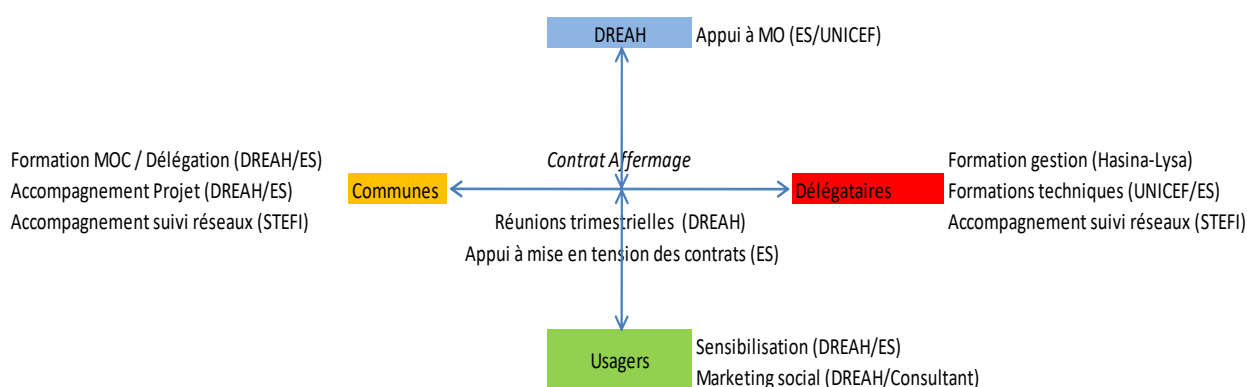 DREAH
Appui à MO (ES/UNICEF)
Formation MOC / Délégation (DREAH/ES)
Accompagnement Projet (DREAH/ES)
Accompagnement suivi réseaux (STEFI)
Communes
Contrat Affermage
Réunions trimestrielles (DREAH)
Appui à mise en tension des contrats (ES)
Délégataires
Formation gestion (Hasina-Lysa)
Formations techniques (UNICEF/ES)
Accompagnement suivi réseaux (STEFI)
Usagers
Sensibilisation (DREAH/ES)
Marketing social (DREAH/Consultant)